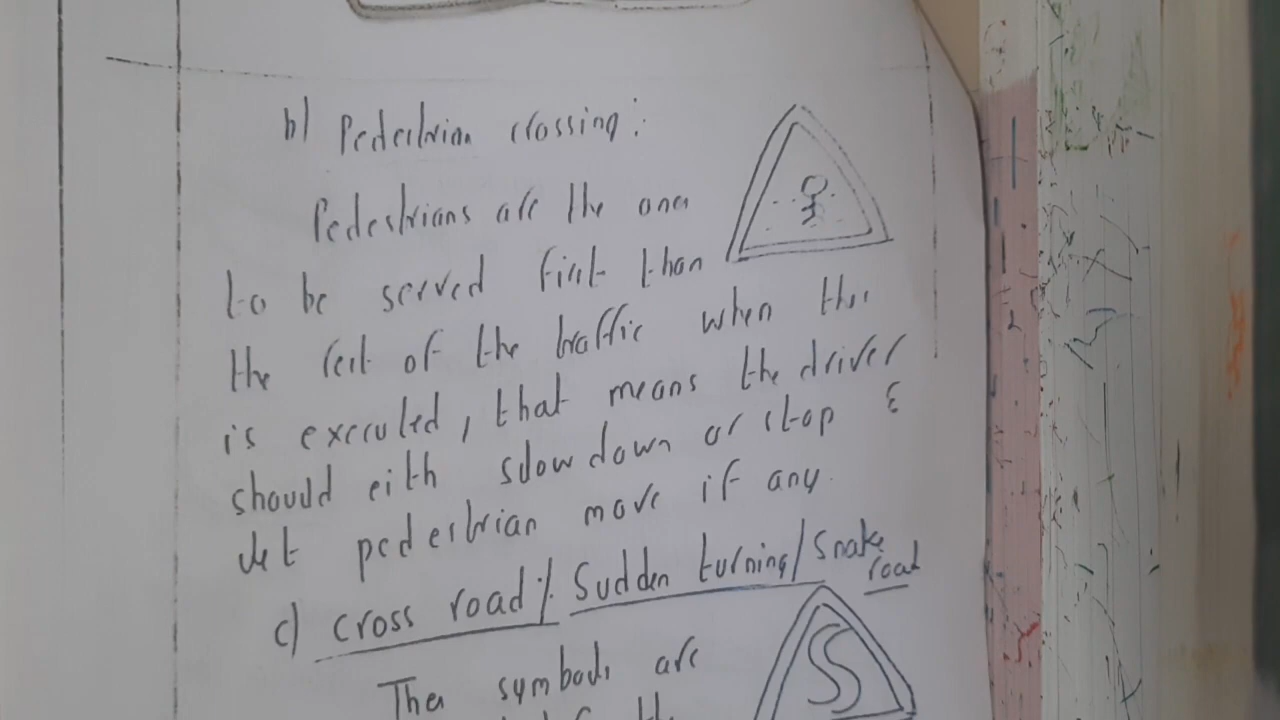 b) Pedestrian crossing:
Pedestrians are the ones
to be served first than
the rest of the traffic when this
is executed, that means the driver
should eith slow down or stop &
let pedestrian move if any.
c) Cross road / Sudden turning / Snake
road
The symbols are